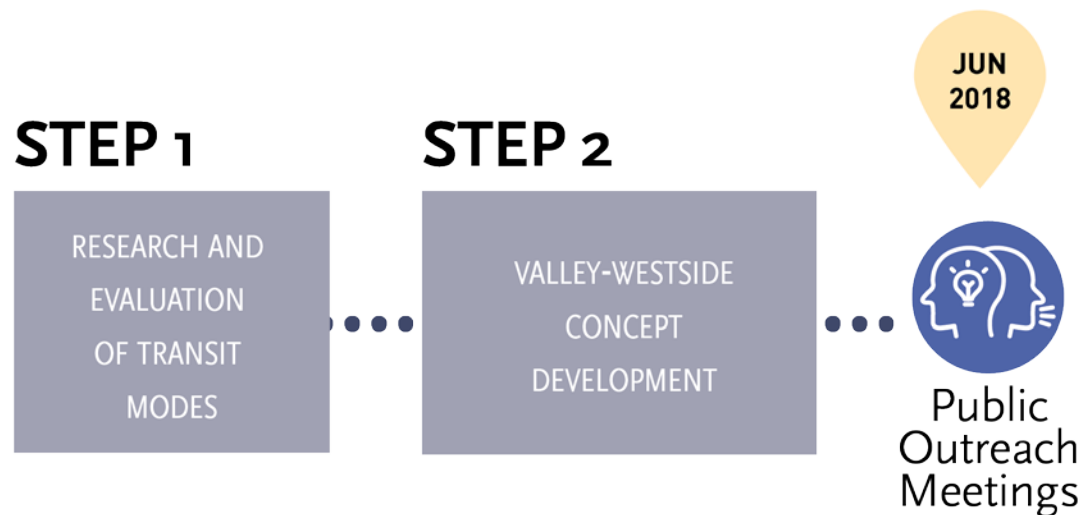 STEP 1
RESEARCH AND
EVALUATION
OF TRANSIT
MODES
STEP 2
VALLEY-WESTSIDE
CONCEPT
DEVELOPMENT
JUN
2018
Public
Outreach
Meetings